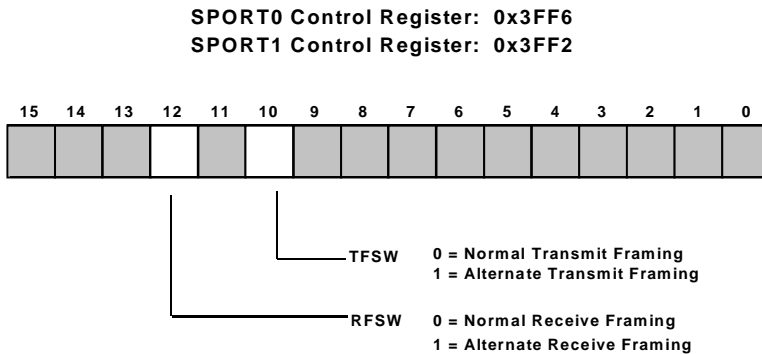 SPORT0 Control Register: 0x3FF6
SPORT1 Control Register: 0x3FF2
15 14 13 12 11 10 9 8 7 6 5 4 3 2 1 0
TFSW 0 = Normal Transmit Framing
1 = Alternate Transmit Framing
RFSW 0 = Normal Receive Framing
1 = Alternate Receive Framing